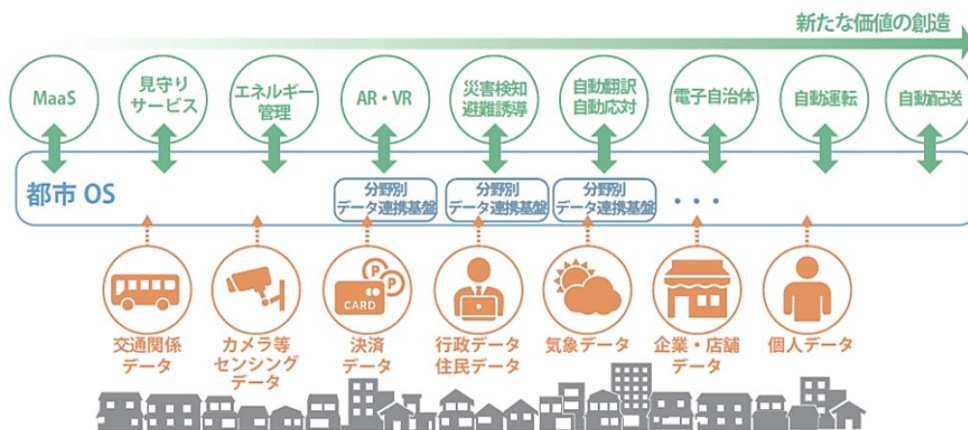 新たな価値の創造
MaaS
見守り
サービス
エネルギー
管理
AR・VR
災害検知
避難誘導
自動翻訳
自動応対
電子自治体
自動運転
自動配送
都市 OS
分野別
データ連携基盤
分野別
データ連携基盤
分野別
データ連携基盤
・・・
P
P
CARD
交通関係
データ
カメラ等
センシング
データ
決済
データ
行政データ
住民データ
気象データ
企業・店舗
データ
個人データ